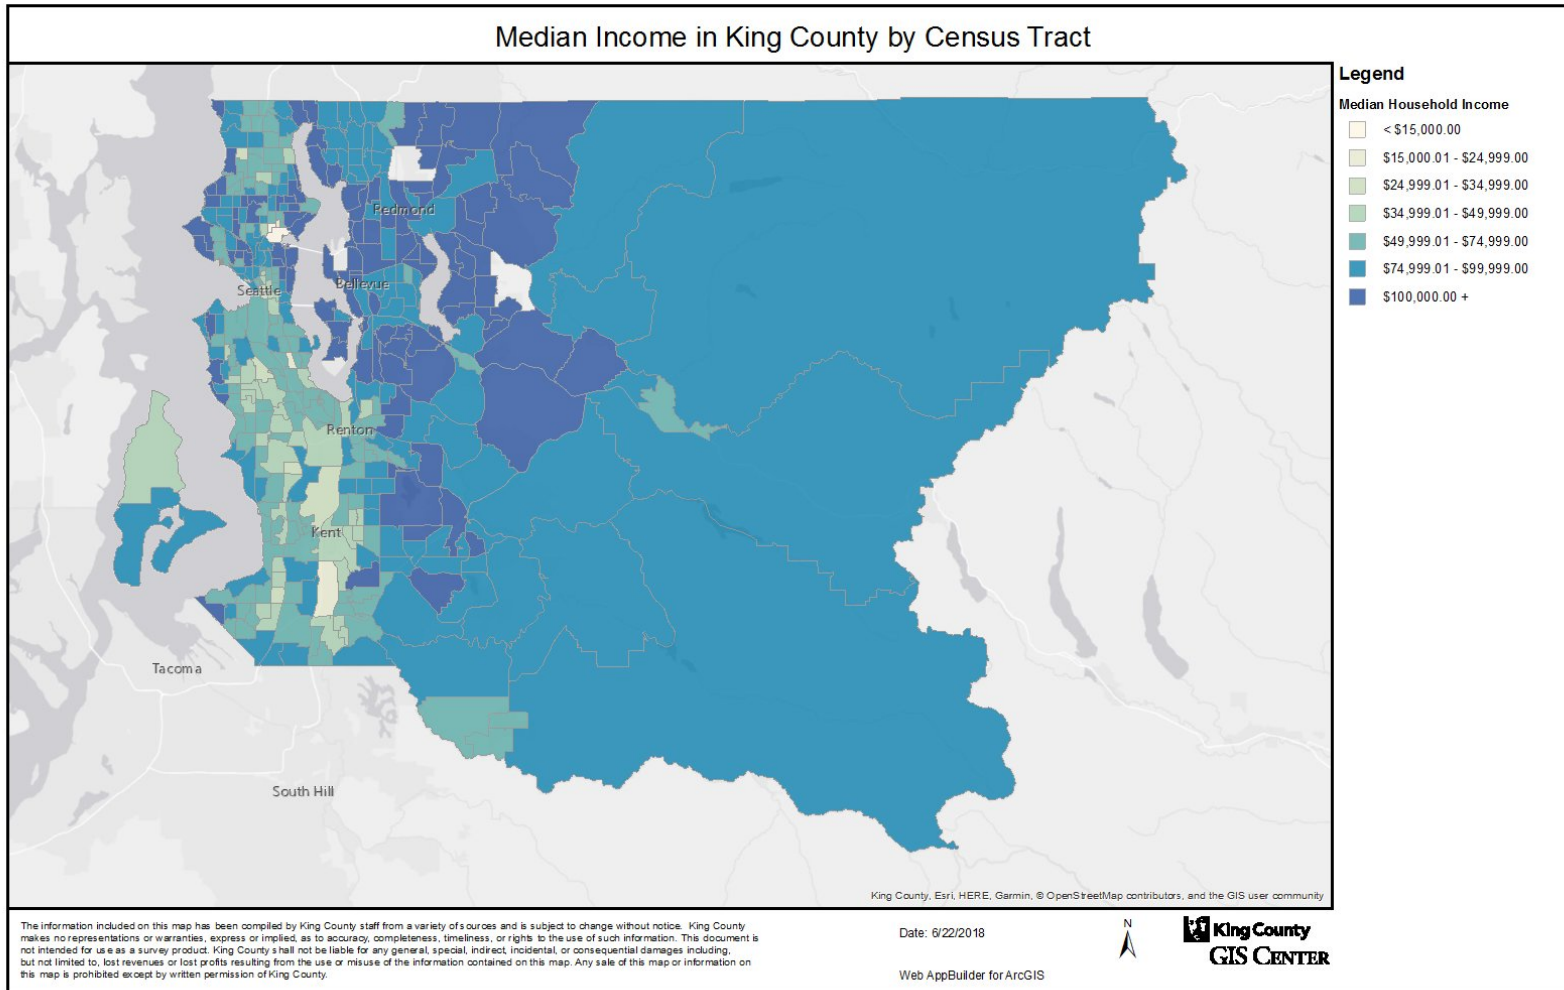 Median Income in King County by Census Tract
Legend
Median Household Income
< $15,000.00
$15,000.01 - $24,999.00
$24,999.01 - $34,999.00
$34,999.01 - $49,999.00
$49,999.01 - $74,999.00
$74,999.01 - $99,999.00
$100,000.00 +
Redmond
Bellevue
Seattle
Renton
Kent
Tacoma
South Hill
King County, Esri, HERE, Garmin, © OpenStreetMap contributors, and the GIS user community
The information included on this map has been compiled by King County staff from a variety of sources and is subject to change without notice. King County
makes no representations or warranties, express or implied, as to accuracy, completeness, timeliness, or rights to the use of such information. This document is
not intended for use as a survey product. King County shall not be liable for any general, special, indirect, incidental, or consequential damages including,
but not limited to, lost revenues or lost profits resulting from the use or misuse of the information contained on this map. Any sale of this map or information on
this map is prohibited except by written permission of King County.
Date: 6/22/2018
Web AppBuilder for ArcGIS
N
King County
GIS CENTER